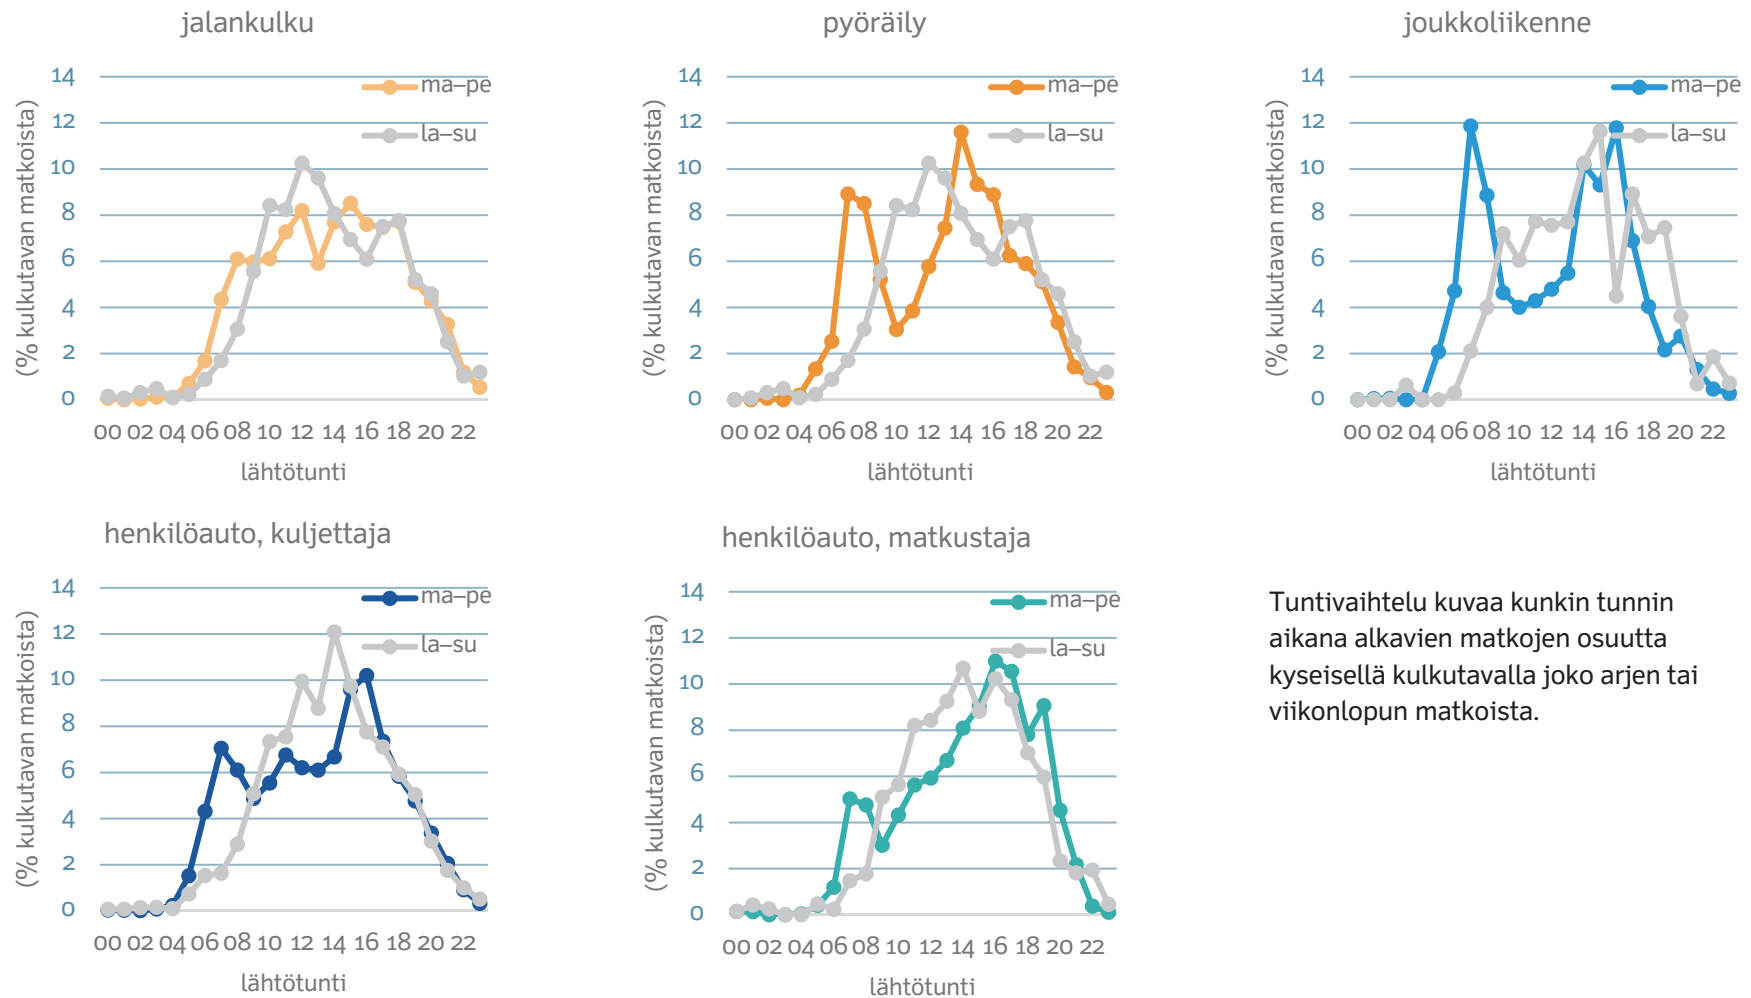 jalankulku
(% kulkutavan matkoista)
14
12
10
8
6
4
2
0
ma–pe
la–su
00 02 04 06 08 10 12 14 16 18 20 22
lähtötunti
pyöräily
(% kulkutavan matkoista)
14
12
10
8
6
4
2
0
ma–pe
la–su
00 02 04 06 08 10 12 14 16 18 20 22
lähtötunti
joukkoliikenne
(% kulkutavan matkoista)
14
12
10
8
6
4
2
0
ma–pe
la–su
00 02 04 06 08 10 12 14 16 18 20 22
lähtötunti
henkilöauto, kuljettaja
(% kulkutavan matkoista)
14
12
10
8
6
4
2
0
ma–pe
la–su
00 02 04 06 08 10 12 14 16 18 20 22
lähtötunti
henkilöauto, matkustaja
(% kulkutavan matkoista)
14
12
10
8
6
4
2
0
ma–pe
la–su
00 02 04 06 08 10 12 14 16 18 20 22
lähtötunti
Tuntivaihtelu kuvaa kunkin tunnin
aikana alkavien matkojen osuutta
kyseisellä kulkutavalla joko arjen tai
viikonlopun matkoista.